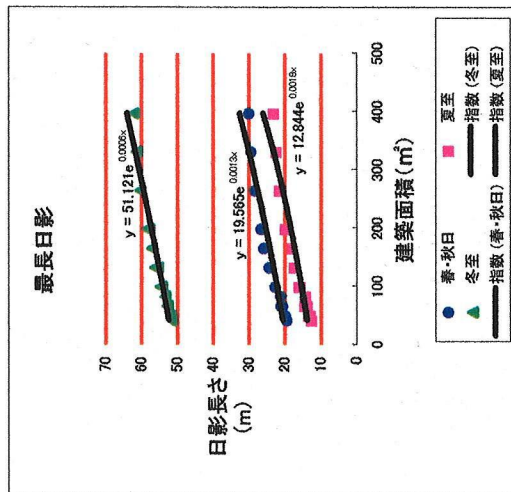 最長日影
日影長さ
(m)
70
60
50
40
30
20
10
0
y = 51.121e 0.0006x
y = 19.565e 0.0013x
y = 12.844e 0.0018x
0 100 200 300 400 500
建築面積(㎡)
春・秋日 夏至
冬至 指数(冬至)
指数(春・秋日) 指数(夏至)